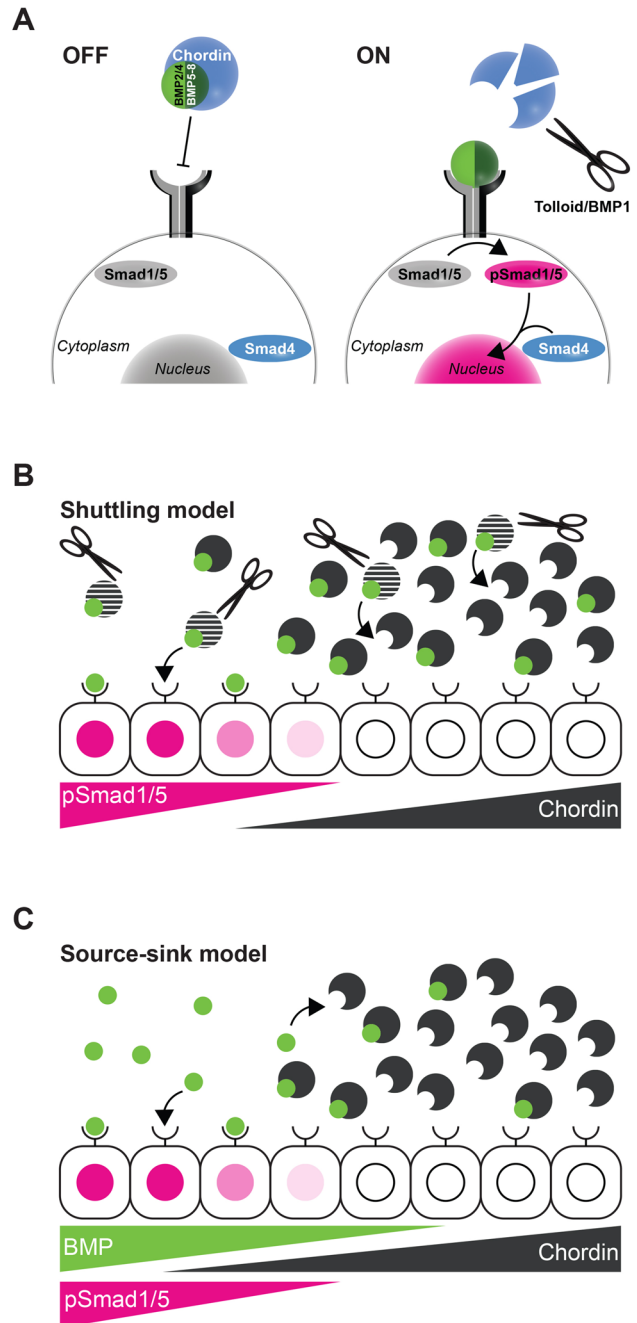 A
OFF
Chordin
BMP2/4
BMP5-8
Smad1/5
Cytoplasm
Nucleus
Smad4
ON
Tolloid/BMP1
Smad1/5
pSmad1/5
Cytoplasm
Nucleus
Smad4
B
Shuttling model
pSmad1/5
Chordin
C
Source-sink model
BMP
Chordin
pSmad1/5